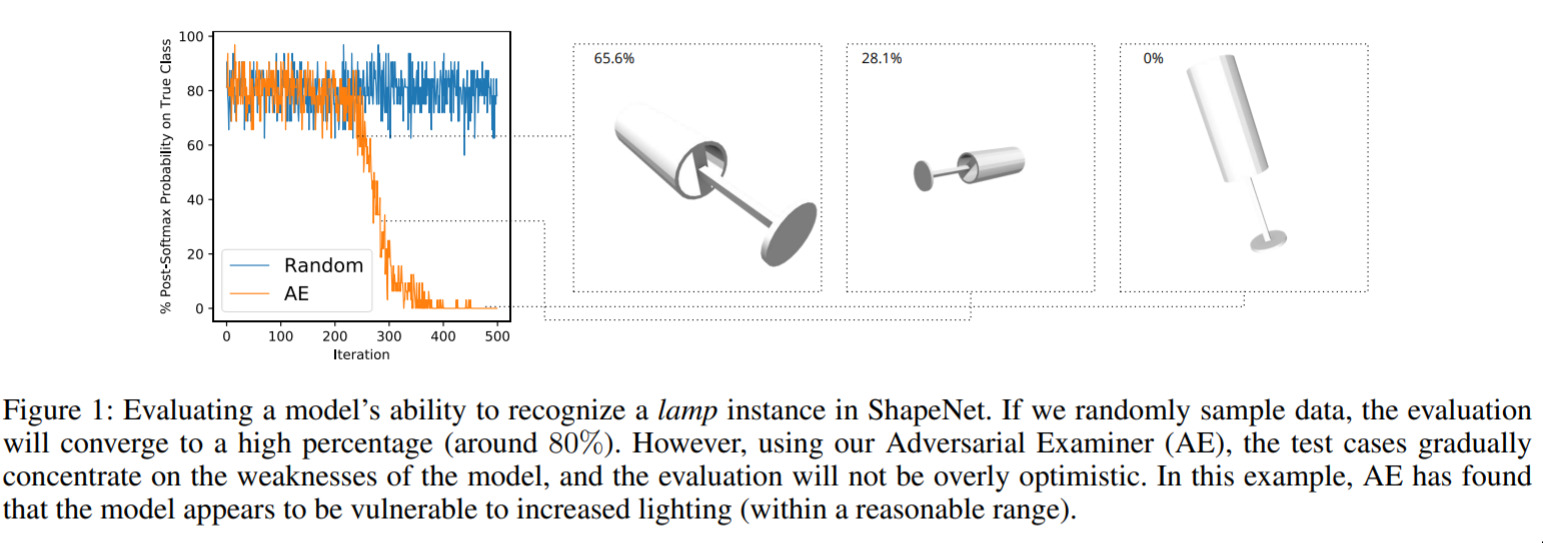 % Post-Softmax Probability on True Class
100
80
60
40
20
0
Random
AE
0 100 200 300 400 500
Iteration
65.6%
28.1%
0%
Figure 1: Evaluating a model's ability to recognize a lamp instance in ShapeNet. If we randomly sample data, the evaluation
will converge to a high percentage (around 80%). However, using our Adversarial Examiner (AE), the test cases gradually
concentrate on the weaknesses of the model, and the evaluation will not be overly optimistic. In this example, AE has found
that the model appears to be vulnerable to increased lighting (within a reasonable range).